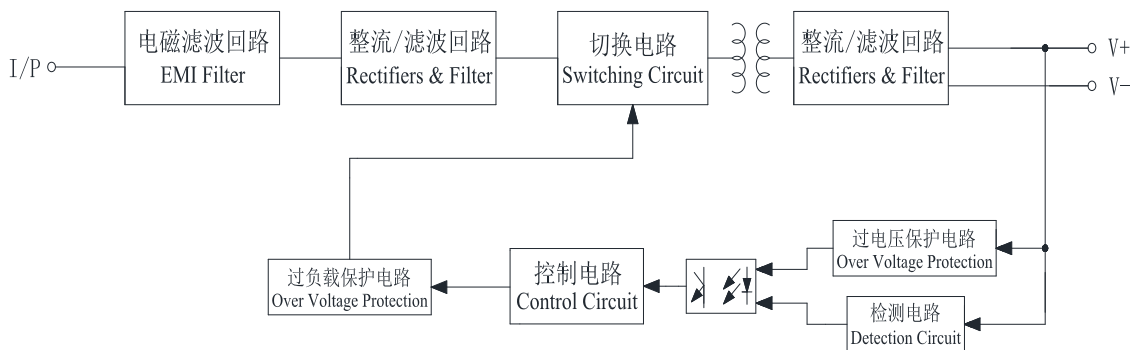 I/P
电磁滤波回路
EMI Filter
整流/滤波回路
Rectifiers & Filter
切换电路
Switching Circuit
整流/滤波回路
Rectifiers & Filter
V+
V-
过电压保护电路
Over Voltage Protection
过负载保护电路
Over Voltage Protection
控制电路
Control Circuit
检测电路
Detection Circuit